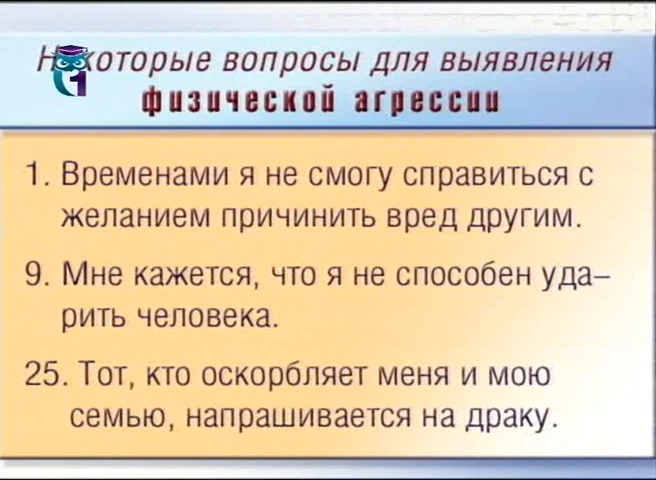 Некоторые вопросы для выявления
физической агрессии
1
1. Временами я не смогу справиться с
желанием причинить вред другим.
9. Мне кажется, что я не способен уда–
рить человека.
25. Тот, кто оскорбляет меня и мою
семью, напрашивается на драку.